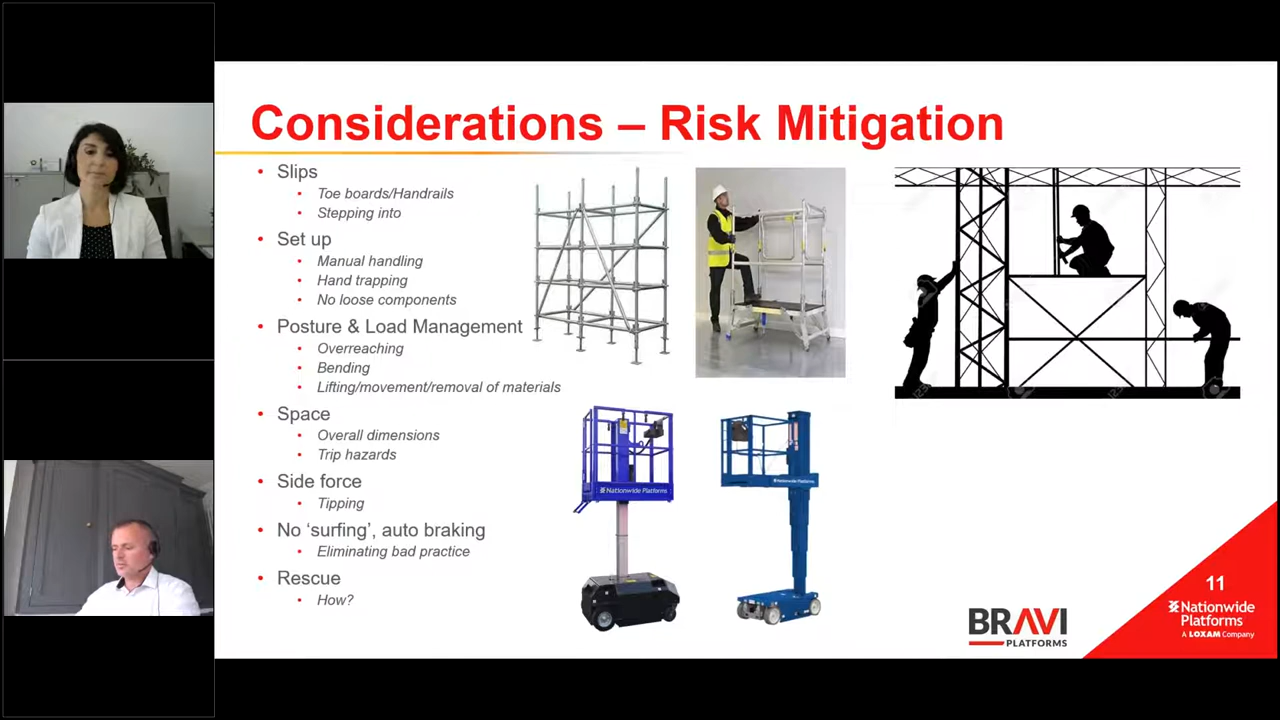 Considerations – Risk Mitigation
• Slips
• Toe boards/Handrails
• Stepping into
• Set up
• Manual handling
• Hand trapping
• No loose components
• Posture & Load Management
• Overreaching
• Bending
• Lifting/movement/removal of materials
• Space
• Overall dimensions
• Trip hazards
• Side force
• Tipping
• No ‘surfing’, auto braking
• Eliminating bad practice
• Rescue
• How?
Nationwide Platforms
Nationwide Platforms
BRAVI
PLATFORMS
11
Nationwide
Platforms
A LOXAM Company